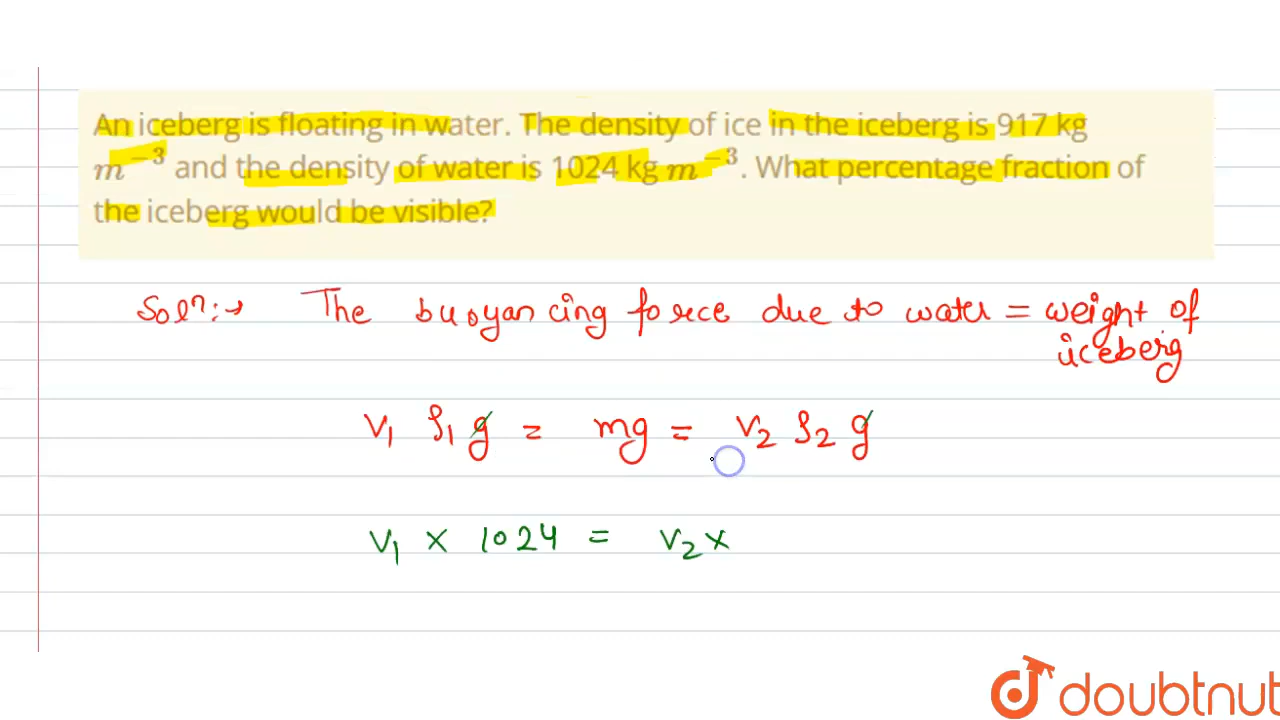 An iceberg is floating in water. The density of ice in the iceberg is 917 kg
m⁻³ and the density of water is 1024 kg m⁻³. What percentage fraction of
the iceberg would be visible?
Solⁿ:→ The buoyancing force due to water = weight of
iceberg
V₁ ρ₁ g = mg = V₂ ρ₂ g
V₁ × 1024 = V₂ ×
doubtnut